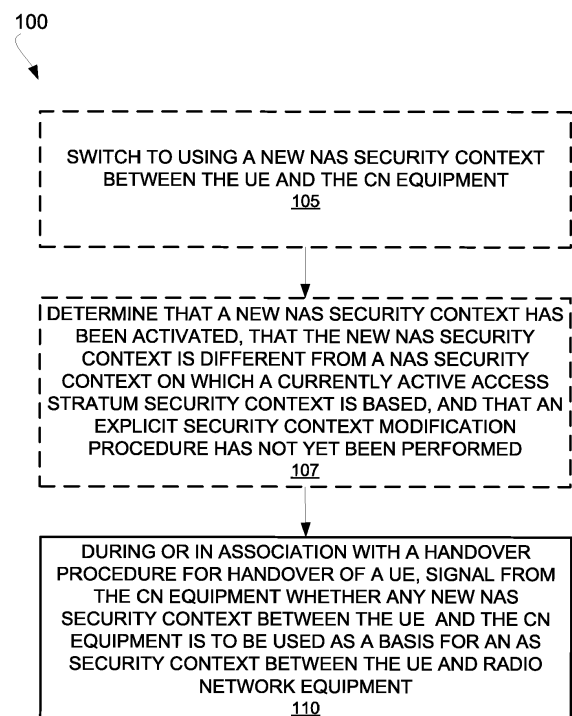 100
SWITCH TO USING A NEW NAS SECURITY CONTEXT
BETWEEN THE UE AND THE CN EQUIPMENT
105
DETERMINE THAT A NEW NAS SECURITY CONTEXT HAS
BEEN ACTIVATED, THAT THE NEW NAS SECURITY
CONTEXT IS DIFFERENT FROM A NAS SECURITY
CONTEXT ON WHICH A CURRENTLY ACTIVE ACCESS
STRATUM SECURITY CONTEXT IS BASED, AND THAT AN
EXPLICIT SECURITY CONTEXT MODIFICATION
PROCEDURE HAS NOT YET BEEN PERFORMED
107
DURING OR IN ASSOCIATION WITH A HANDOVER
PROCEDURE FOR HANDOVER OF A UE, SIGNAL FROM
THE CN EQUIPMENT WHETHER ANY NEW NAS
SECURITY CONTEXT BETWEEN THE UE AND THE CN
EQUIPMENT IS TO BE USED AS A BASIS FOR AN AS
SECURITY CONTEXT BETWEEN THE UE AND RADIO
NETWORK EQUIPMENT
110